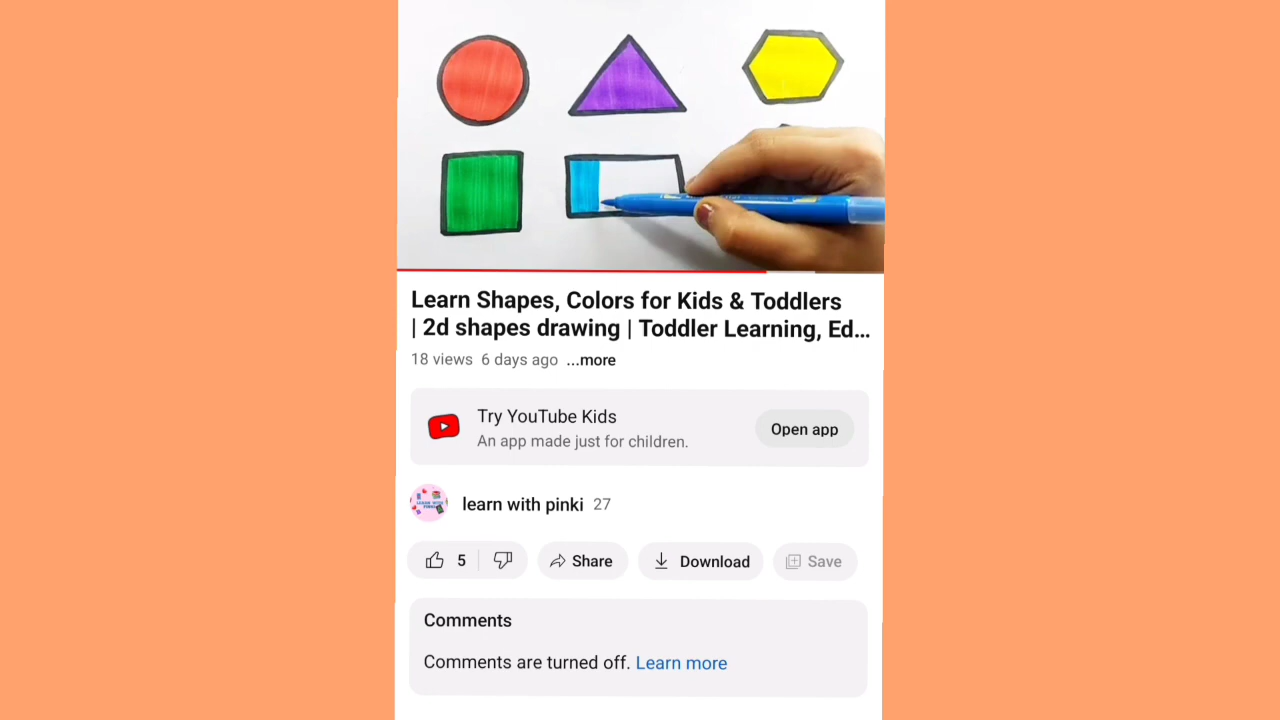 Learn Shapes, Colors for Kids & Toddlers
| 2d shapes drawing | Toddler Learning, Ed...
18 views 6 days ago ...more
Try YouTube Kids
An app made just for children.
Open app
learn with pinki 27
5
Share
Download
Save
Comments
Comments are turned off. Learn more